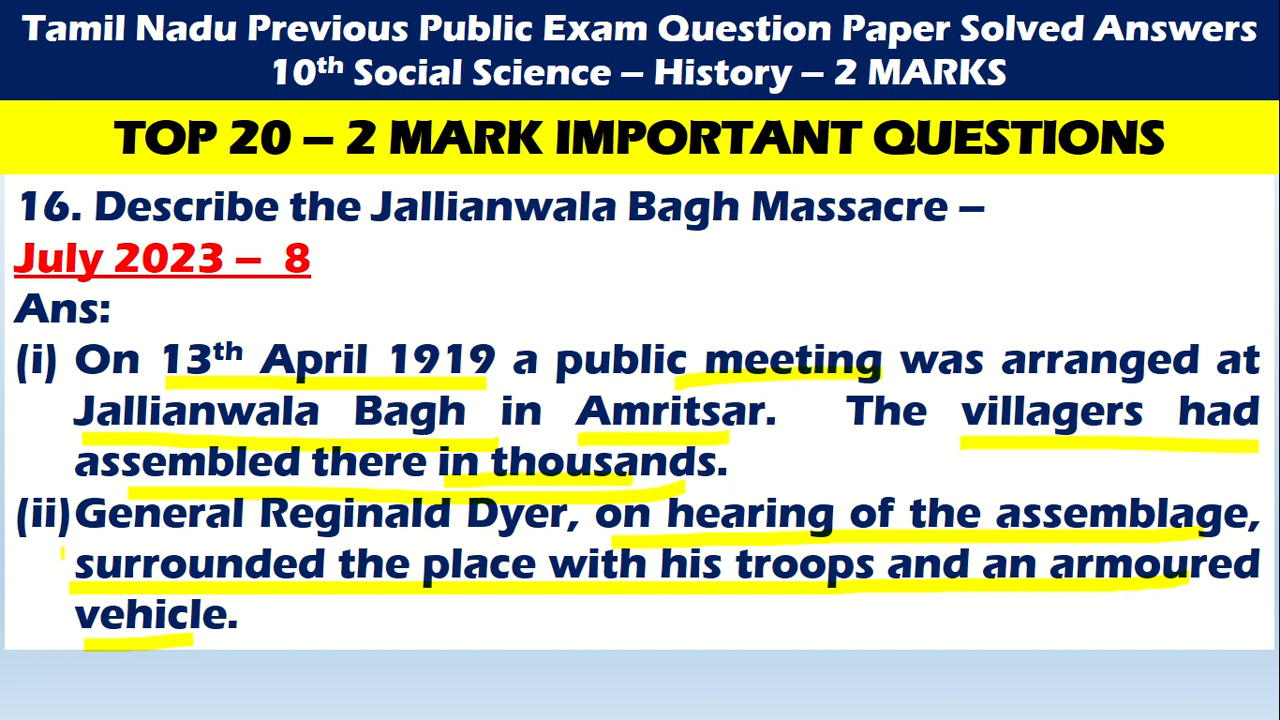 Tamil Nadu Previous Public Exam Question Paper Solved Answers
10th Social Science – History – 2 MARKS
TOP 20 – 2 MARK IMPORTANT QUESTIONS
16. Describe the Jallianwala Bagh Massacre –
July 2023 – 8
Ans:
(i) On 13th April 1919 a public meeting was arranged at
Jallianwala Bagh in Amritsar. The villagers had
assembled there in thousands.
(ii) General Reginald Dyer, on hearing of the assemblage,
surrounded the place with his troops and an armoured
vehicle.